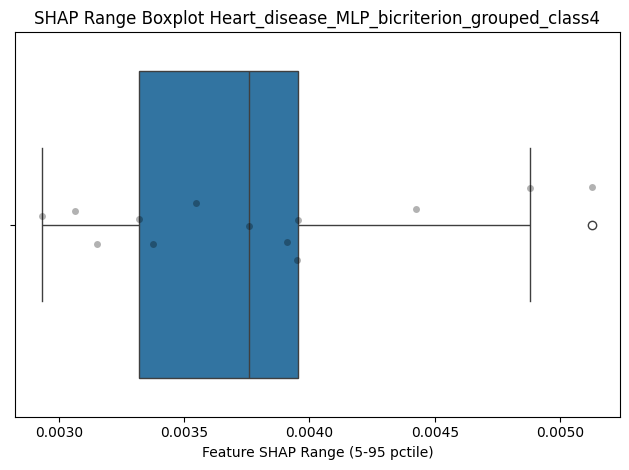 SHAP Range Boxplot Heart_disease_MLP_bicriterion_grouped_class4
0.0030 0.0035 0.0040 0.0045 0.0050
Feature SHAP Range (5-95 pctile)